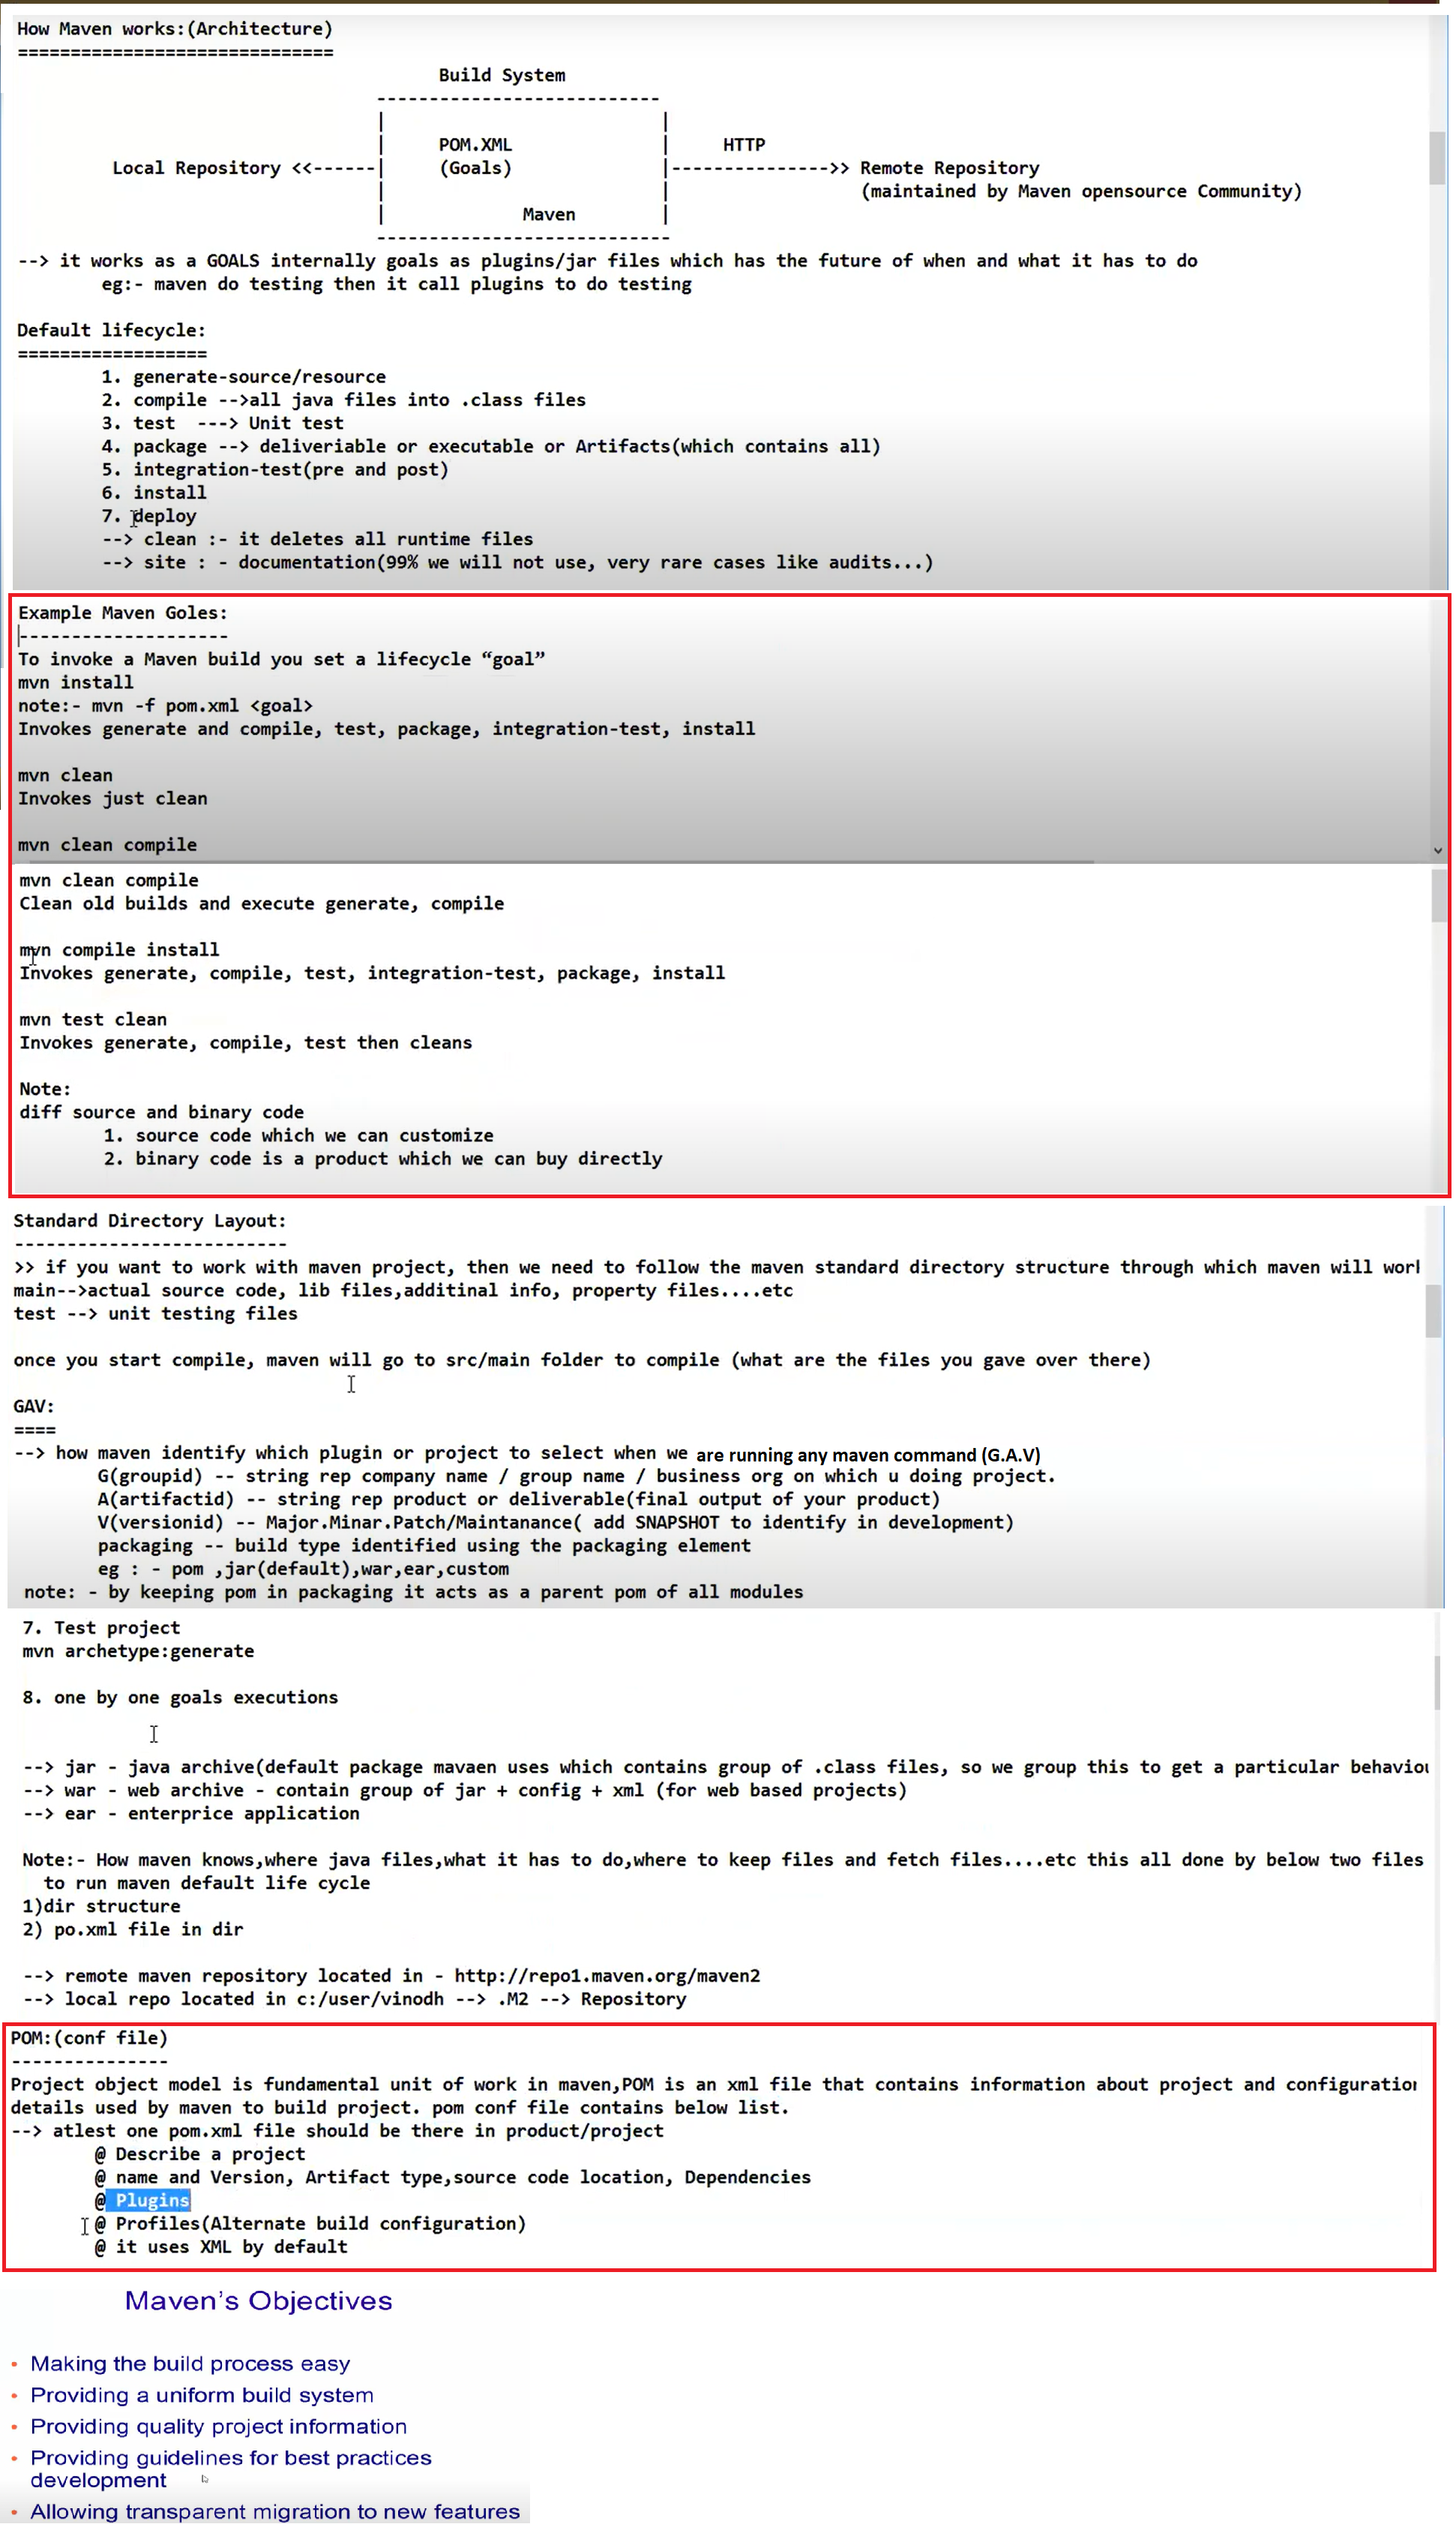 How Maven works:(Architecture)
==============================
Build System
---------------------------
| |
| POM.XML | HTTP
Local Repository <<------| (Goals) |--------------->> Remote Repository
| | (maintained by Maven opensource Community)
| Maven |
----------------------------
--> it works as a GOALS internally goals as plugins/jar files which has the future of when and what it has to do
eg:- maven do testing then it call plugins to do testing
Default lifecycle:
==================
1. generate-source/resource
2. compile -->all java files into .class files
3. test ---> Unit test
4. package --> deliveriable or executable or Artifacts(which contains all)
5. integration-test(pre and post)
6. install
7. deploy
--> clean :- it deletes all runtime files
--> site : - documentation(99% we will not use, very rare cases like audits...)
Example Maven Goles:
--------------------
To invoke a Maven build you set a lifecycle “goal”
mvn install
note:- mvn -f pom.xml <goal>
Invokes generate and compile, test, package, integration-test, install
mvn clean
Invokes just clean
mvn clean compile
mvn clean compile
Clean old builds and execute generate, compile
mvn compile install
Invokes generate, compile, test, integration-test, package, install
mvn test clean
Invokes generate, compile, test then cleans
Note:
diff source and binary code
1. source code which we can customize
2. binary code is a product which we can buy directly
Standard Directory Layout:
--------------------------
>> if you want to work with maven project, then we need to follow the maven standard directory structure through which maven will worl
main-->actual source code, lib files,additinal info, property files....etc
test --> unit testing files
once you start compile, maven will go to src/main folder to compile (what are the files you gave over there)
GAV:
====
--> how maven identify which plugin or project to select when we are running any maven command (G.A.V)
G(groupid) -- string rep company name / group name / business org on which u doing project.
A(artifactid) -- string rep product or deliverable(final output of your product)
V(versionid) -- Major.Minar.Patch/Maintanance( add SNAPSHOT to identify in development)
packaging -- build type identified using the packaging element
eg : - pom ,jar(default),war,ear,custom
note: - by keeping pom in packaging it acts as a parent pom of all modules
7. Test project
mvn archetype:generate
8. one by one goals executions
--> jar - java archive(default package mavaen uses which contains group of .class files, so we group this to get a particular behaviou
--> war - web archive - contain group of jar + config + xml (for web based projects)
--> ear - enterprice application
Note:- How maven knows,where java files,what it has to do,where to keep files and fetch files....etc this all done by below two files
to run maven default life cycle
1)dir structure
2) po.xml file in dir
--> remote maven repository located in - http://repo1.maven.org/maven2
--> local repo located in c:/user/vinodh --> .M2 --> Repository
POM:(conf file)
---------------
Project object model is fundamental unit of work in maven,POM is an xml file that contains information about project and configuration
details used by maven to build project. pom conf file contains below list.
--> atlest one pom.xml file should be there in product/project
@ Describe a project
@ name and Version, Artifact type,source code location, Dependencies
@ Plugins
@ Profiles(Alternate build configuration)
@ it uses XML by default
Maven’s Objectives
• Making the build process easy
• Providing a uniform build system
• Providing quality project information
• Providing guidelines for best practices
development
• Allowing transparent migration to new features